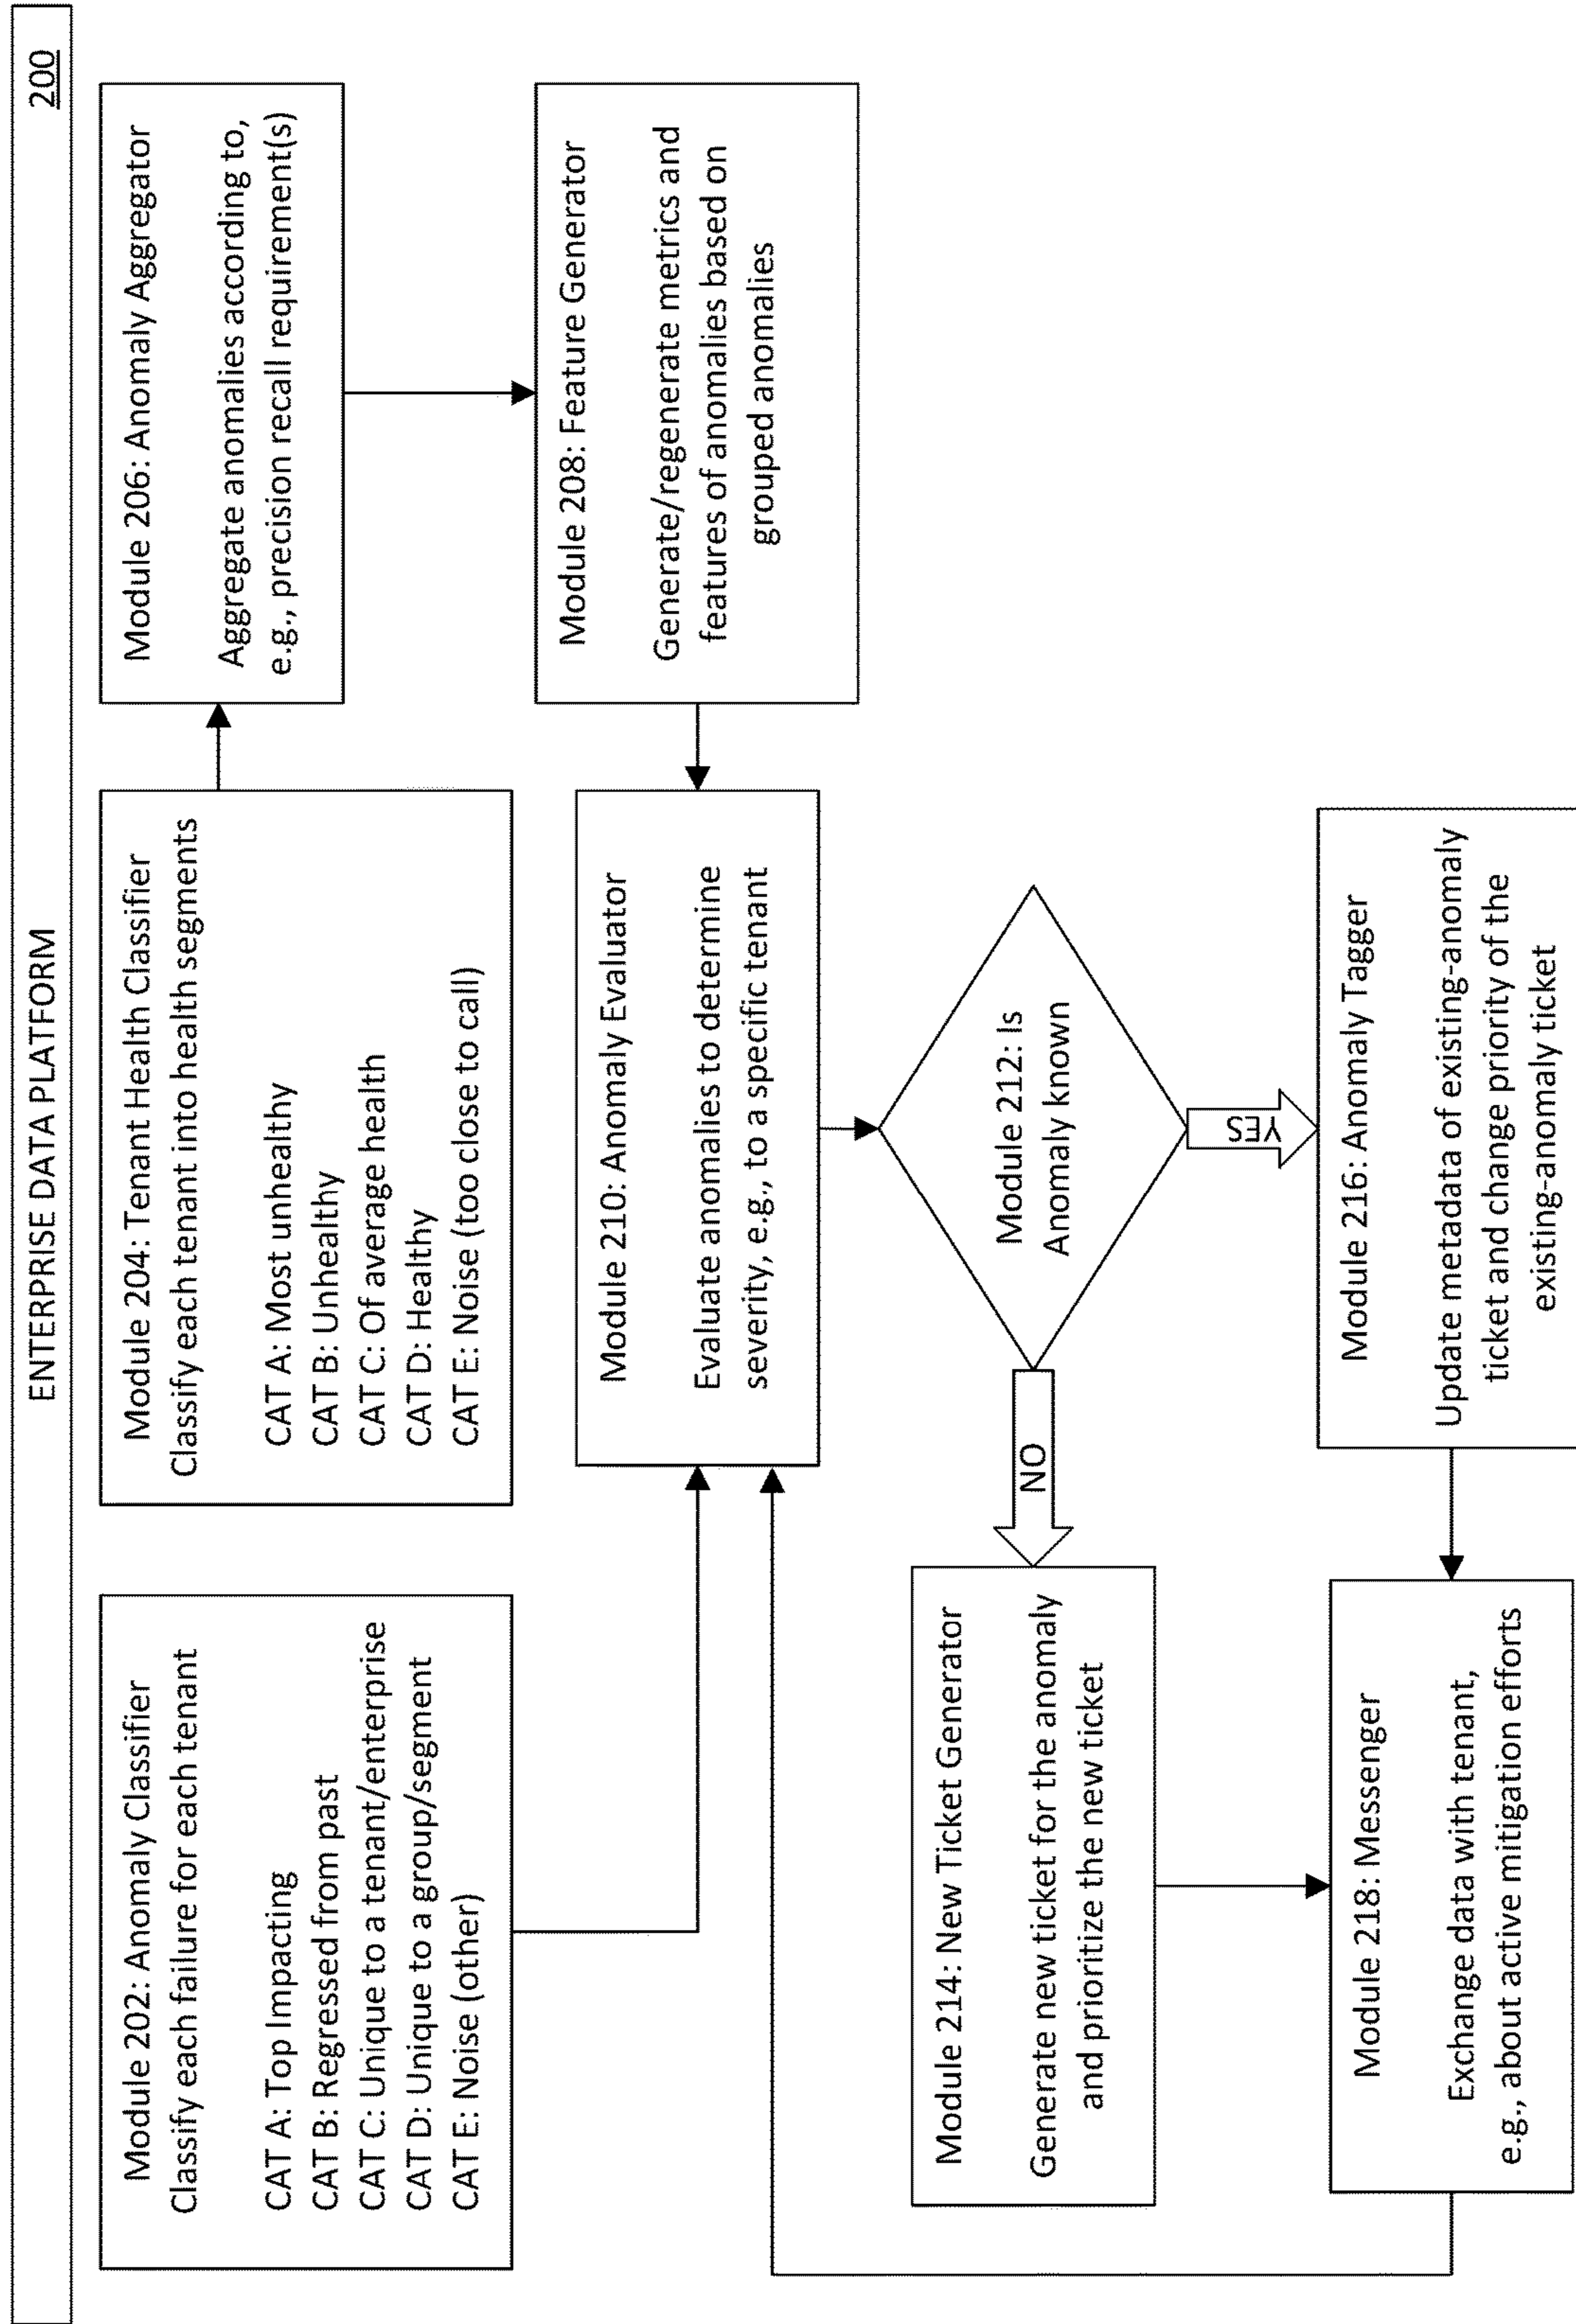 ENTERPRISE DATA PLATFORM
200
Module 202: Anomaly Classifier
Classify each failure for each tenant
CAT A: Top Impacting
CAT B: Regressed from past
CAT C: Unique to a tenant/enterprise
CAT D: Unique to a group/segment
CAT E: Noise (other)
Module 204: Tenant Health Classifier
Classify each tenant into health segments
CAT A: Most unhealthy
CAT B: Unhealthy
CAT C: Of average health
CAT D: Healthy
CAT E: Noise (too close to call)
Module 206: Anomaly Aggregator
Aggregate anomalies according to,
e.g., precision recall requirement(s)
Module 208: Feature Generator
Generate/regenerate metrics and
features of anomalies based on
grouped anomalies
Module 210: Anomaly Evaluator
Evaluate anomalies to determine
severity, e.g., to a specific tenant
Module 212: Is
Anomaly known
NO
YES
Module 214: New Ticket Generator
Generate new ticket for the anomaly
and prioritize the new ticket
Module 216: Anomaly Tagger
Update metadata of existing-anomaly
ticket and change priority of the
existing-anomaly ticket
Module 218: Messenger
Exchange data with tenant,
e.g., about active mitigation efforts